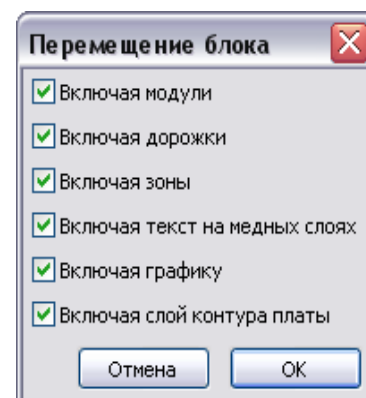 Перемещение блока
Включая модули
Включая дорожки
Включая зоны
Включая текст на медных слоях
Включая графику
Включая слой контура платы
Отмена OK